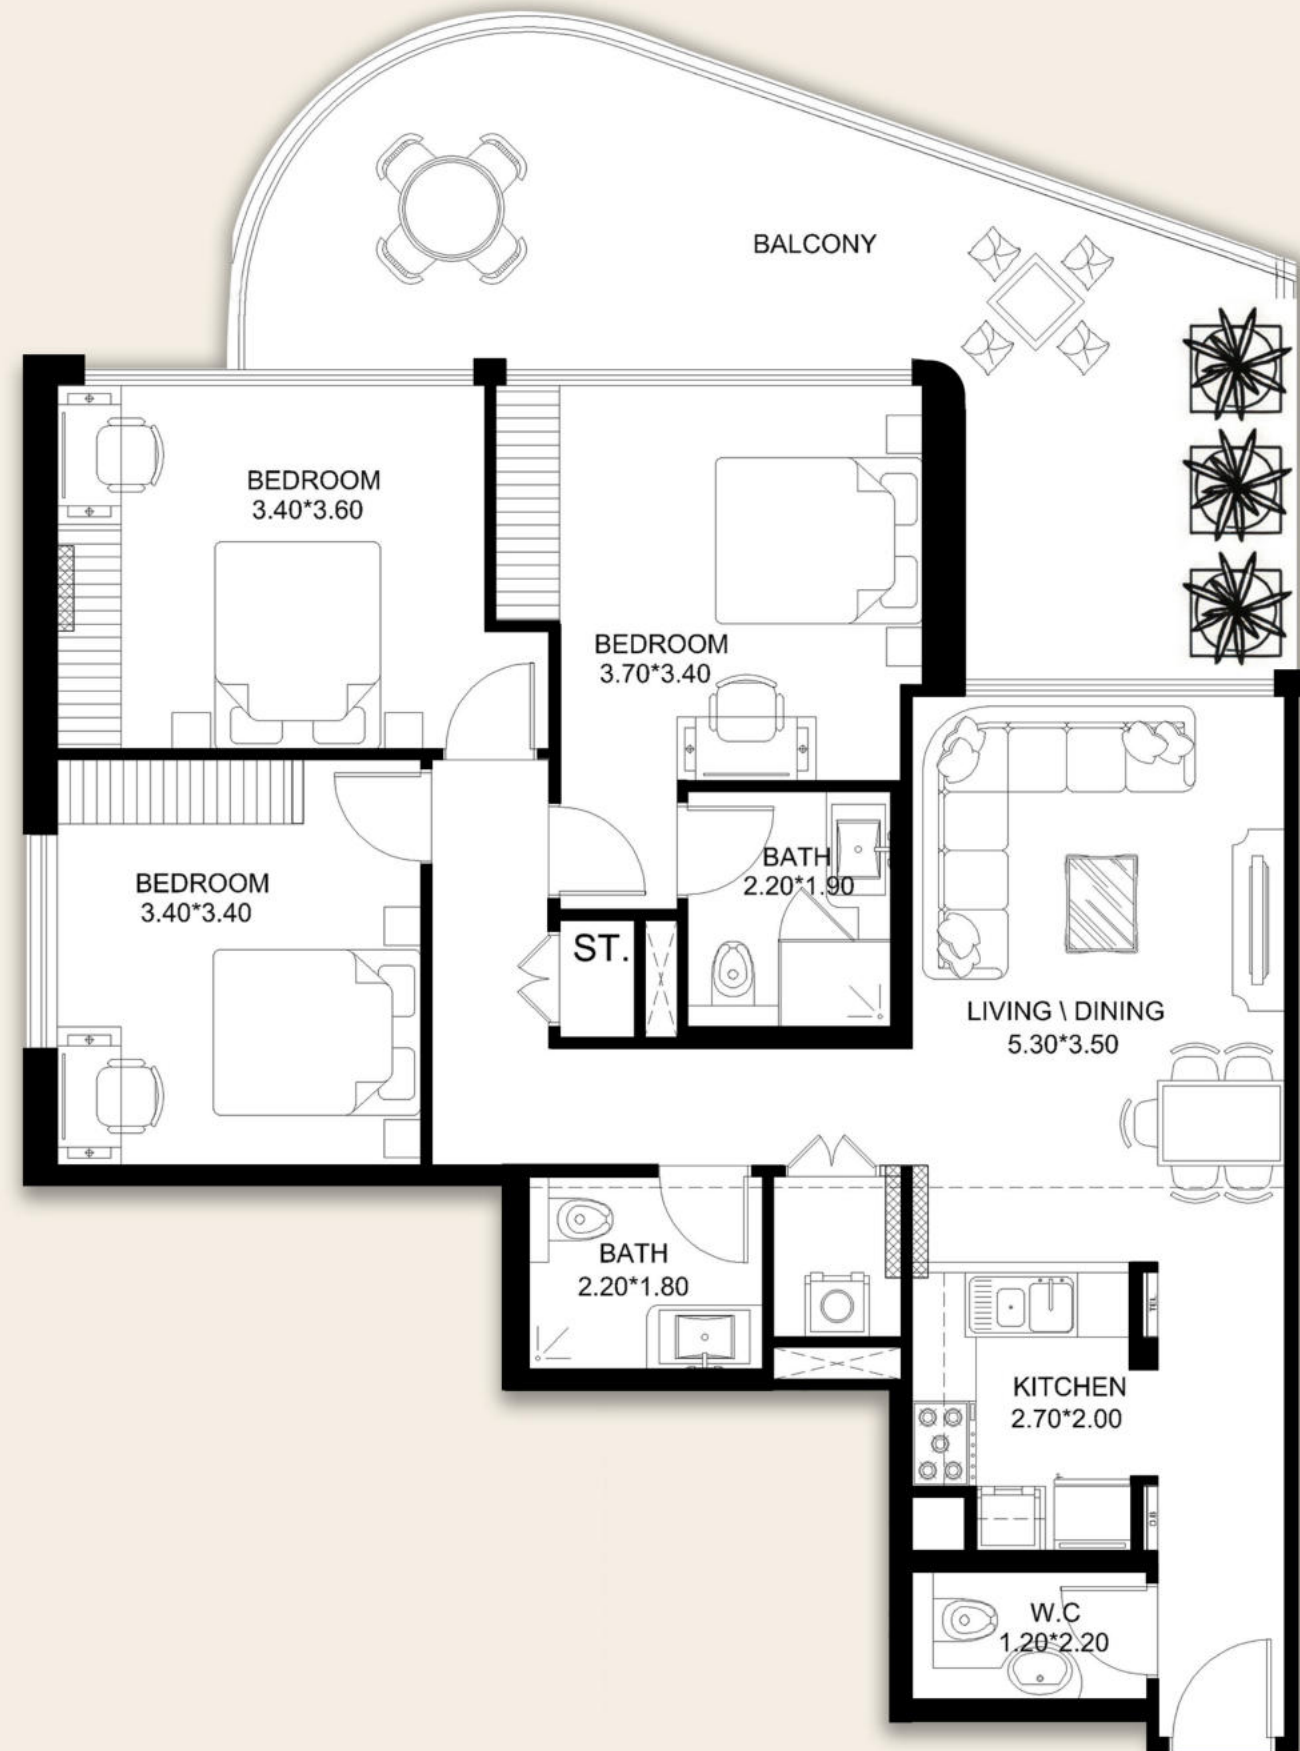 BALCONY
BEDROOM
3.40*3.60
BEDROOM
3.70*3.40
BATH
2.20*1.90
BEDROOM
3.40*3.40
ST.
LIVING \ DINING
5.30*3.50
BATH
2.20*1.80
TEL
KITCHEN
2.70*2.00
D.B
W.C
1.20*2.20